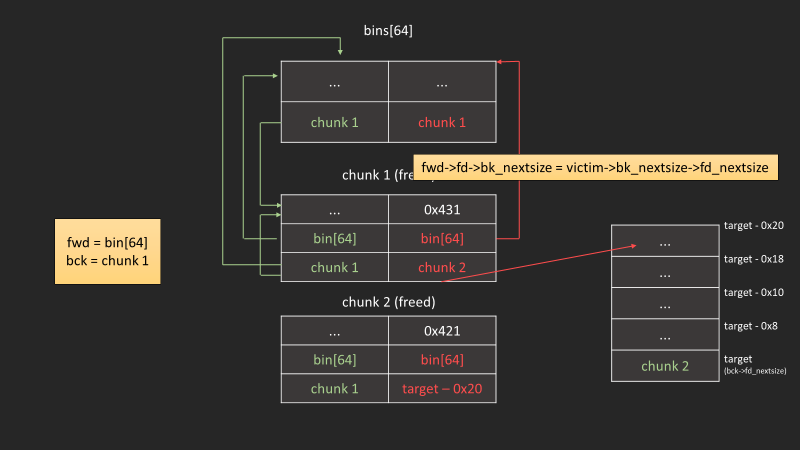 bins[64]
... ...
chunk 1 chunk 1
fwd->fd->bk_nextsize = victim->bk_nextsize->fd_nextsize
chunk 1 (fre
... 0x431
bin[64] bin[64]
chunk 1 chunk 2
fwd = bin[64]
bck = chunk 1
chunk 2 (freed)
... 0x421
bin[64] bin[64]
chunk 1 target – 0x20
... target - 0x20
... target - 0x18
... target - 0x10
... target - 0x8
chunk 2 target
(bck->fd_nextsize)